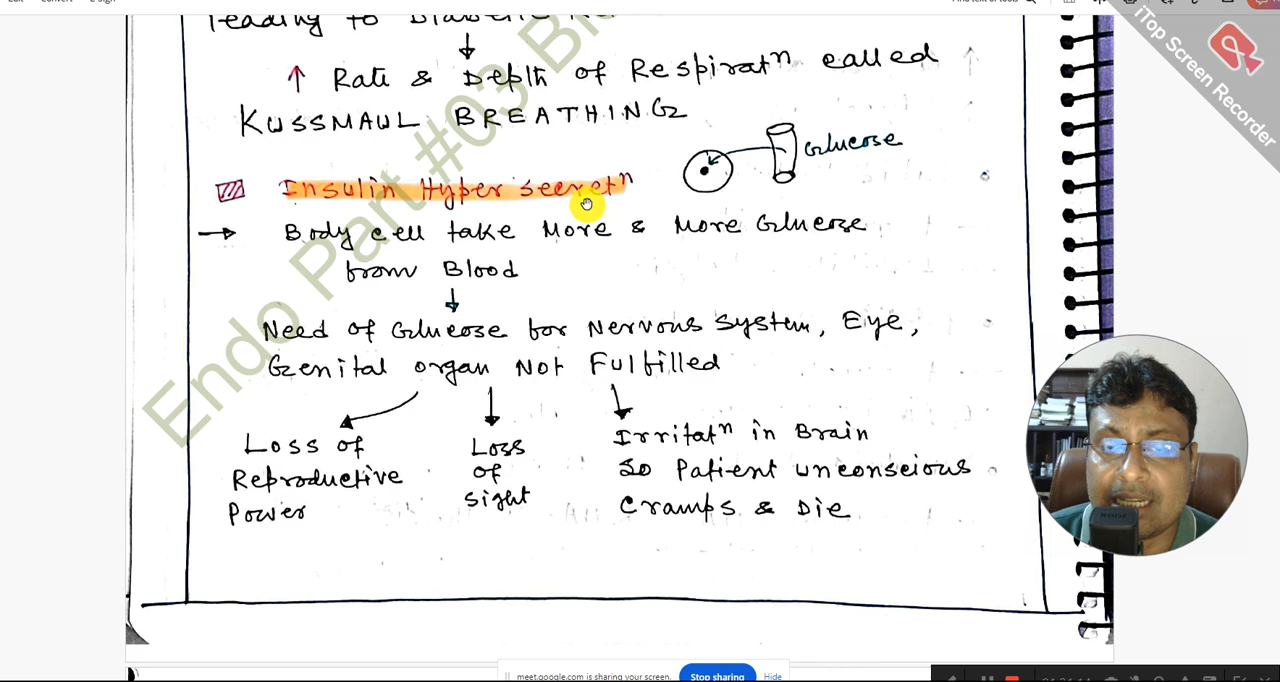 leading to
↑ Rate & Depth of Respiratn called
KUSSMAUL BREATHING
Glucose
Insulin Hyper secretn
→ Body cell take More & More Glucose
from Blood
Need of Glucose for Nervous System, Eye,
Genital organ Not Fulfilled
Loss of
Reproductive
Power
Loss
of
sight
Irritatn in Brain
So Patient unconscious
Cramps & Die
Endo Part #03
iTop Screen Recorder
meet.google.com is sharing your screen.
Stop sharing
Hide